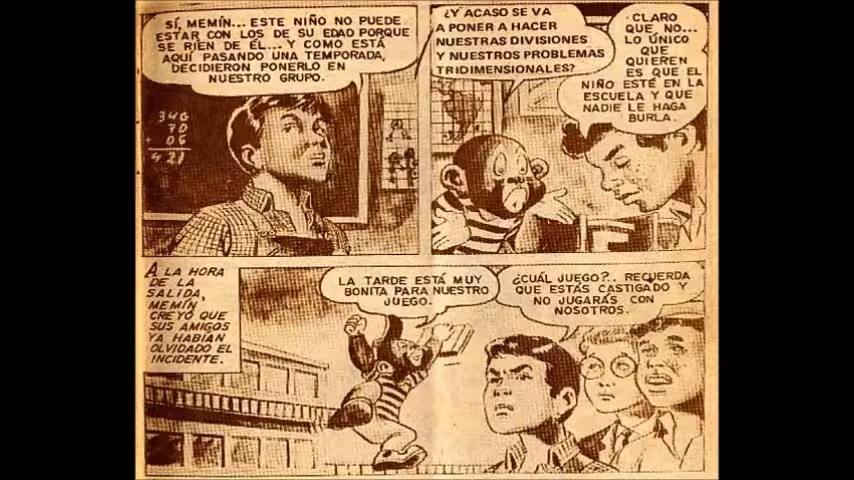 SÍ, MEMÍN... ESTE NIÑO NO PUEDE
ESTAR CON LOS DE SU EDAD PORQUE
SE RIEN DE ÉL... Y COMO ESTÁ
AQUÍ PASANDO UNA TEMPORADA,
DECIDIERON PONERLO EN
NUESTRO GRUPO.
346
70
+ 05
421
¿Y ACASO SE VA
A PONER A HACER
NUESTRAS DIVISIONES
Y NUESTROS PROBLEMAS
TRIDIMENSIONALES?
CLARO
QUE NO...
LO ÚNICO
QUE
QUIEREN
ES QUE EL
NIÑO ESTÉ EN LA
ESCUELA Y QUE
NADIE LE HAGA
BURLA.
A LA HORA
DE LA
SALIDA,
MEMÍN
CREYÓ QUE
SUS AMIGOS
YA HABÍAN
OLVIDADO EL
INCIDENTE.
LA TARDE ESTÁ MUY
BONITA PARA NUESTRO
JUEGO.
¿CUÁL JUEGO?.. RECUERDA
QUE ESTÁS CASTIGADO Y
NO JUGARÁS CON
NOSOTROS.